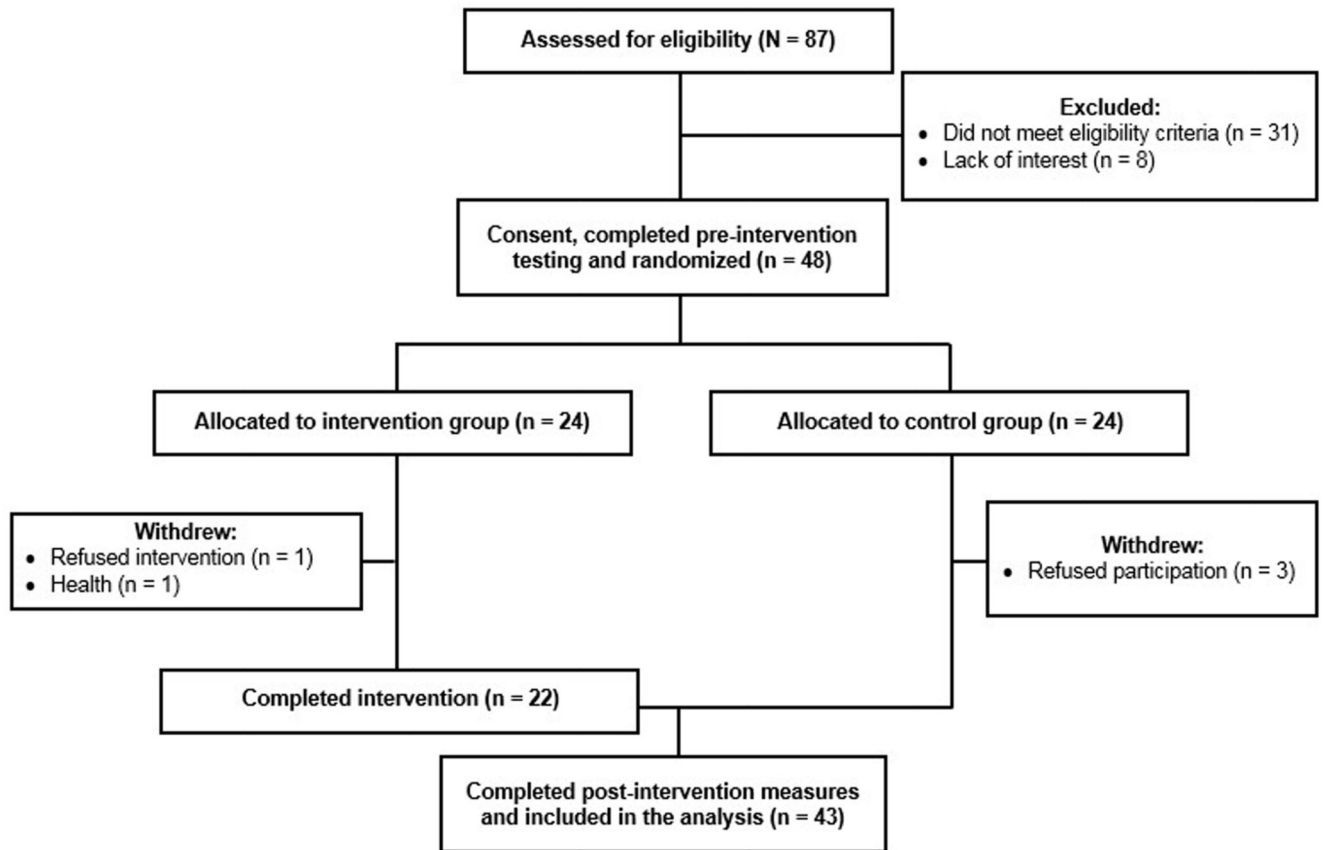 Assessed for eligibility (N = 87)
Excluded:
• Did not meet eligibility criteria (n = 31)
• Lack of interest (n = 8)
Consent, completed pre-intervention
testing and randomized (n = 48)
Allocated to intervention group (n = 24)
Allocated to control group (n = 24)
Withdrew:
• Refused intervention (n = 1)
• Health (n = 1)
Withdrew:
• Refused participation (n = 3)
Completed intervention (n = 22)
Completed post-intervention measures
and included in the analysis (n = 43)